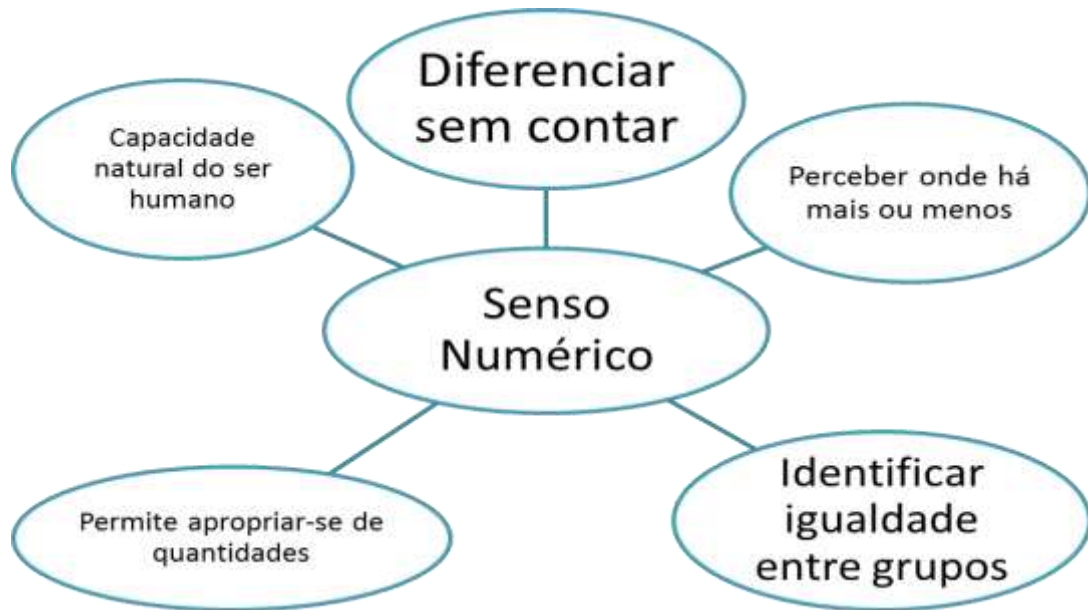 Diferenciar
sem contar
Capacidade
natural do ser
humano
Perceber onde há
mais ou menos
Senso
Numérico
Permite apropriar-se de
quantidades
Identificar
igualdade
entre grupos